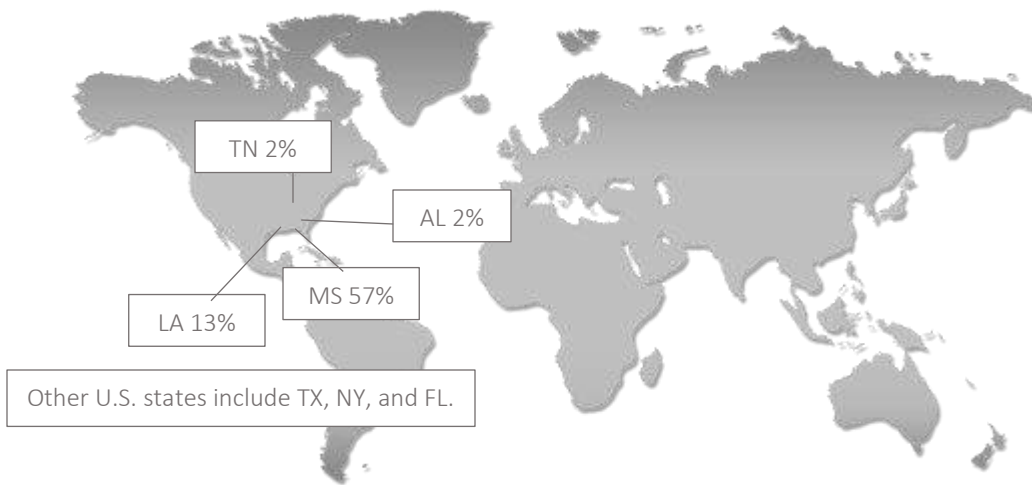 TN 2%
AL 2%
MS 57%
LA 13%
Other U.S. states include TX, NY, and FL.